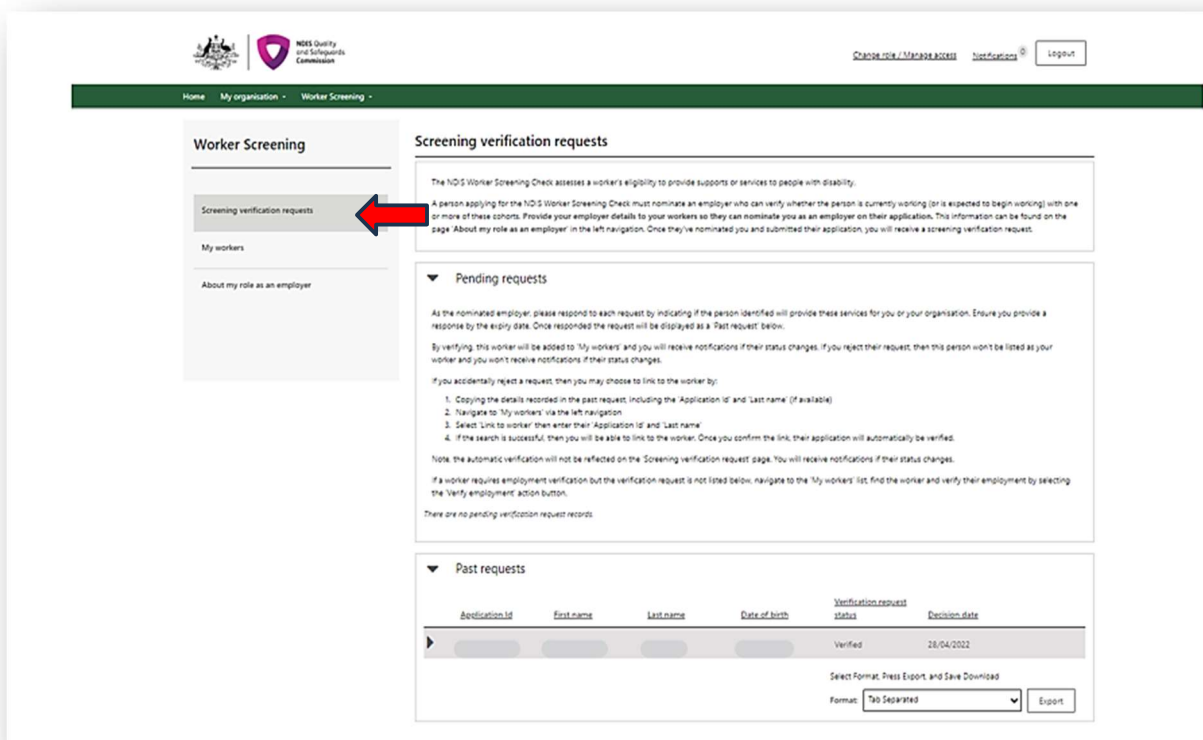 NDIS Quality
and Safeguards
Commission
Change role / Manage access Notifications 0 Logout
Home My organisation Worker Screening
Worker Screening
Screening verification requests
My workers
About my role as an employer
Screening verification requests
The NDIS Worker Screening Check assesses a worker's eligibility to provide supports or services to people with disability.
A person applying for the NDIS Worker Screening Check must nominate an employer who can verify whether the person is currently working (or is expected to begin working) with one
or more of these cohorts. Provide your employer details to your workers so they can nominate you as an employer on their application. This information can be found on the
page 'About my role as an employer' in the left navigation. Once they've nominated you and submitted their application, you will receive a screening verification request.
Pending requests
As the nominated employer, please respond to each request by indicating if the person identified will provide these services for you or your organisation. Ensure you provide a
response by the expiry date. Once responded the request will be displayed as a 'Past request' below.
By verifying, this worker will be added to 'My workers' and you will receive notifications if their status changes. If you reject their request, then this person won't be listed as your
worker and you won't receive notifications if their status changes.
If you accidentally reject a request, then you may choose to link to the worker by:
1. Copying the details recorded in the past request, including the 'Application Id' and 'Last name' (if available)
2. Navigate to 'My workers' via the left navigation
3. Select 'Link to worker' then enter their 'Application Id' and 'Last name'
4. If the search is successful, then you will be able to link to the worker. Once you confirm the link, their application will automatically be verified.
Note, the automatic verification will not be reflected on the 'Screening verification request' page. You will receive notifications if their status changes.
If a worker requires employment verification but the verification request is not listed below, navigate to the 'My workers' list, find the worker and verify their employment by selecting
the 'Verify employment' action button.
There are no pending verification request records.
Past requests
Application Id First name Last name Date of birth Verification request status Decision date
Verified 28/04/2022
Select Format, Press Export, and Save Download
Format: Tab Separated Export